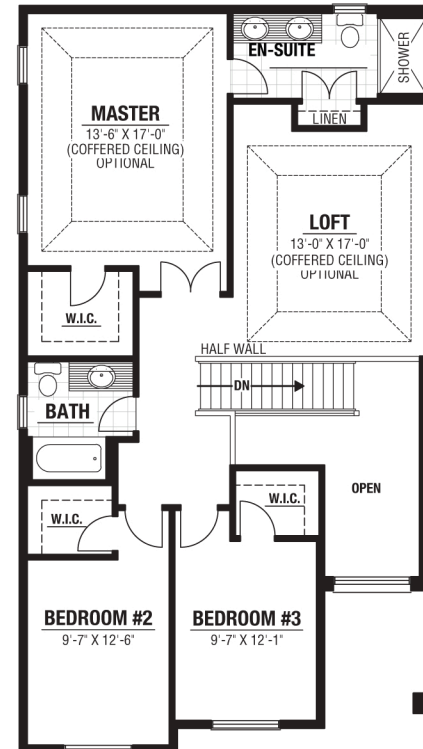 EN-SUITE
SHOWER
LINEN
MASTER
13'-6" X 17'-0"
(COFFERED CEILING)
OPTIONAL
LOFT
13'-0" X 17'-0"
(COFFERED CEILING)
OPTIONAL
W.I.C.
HALF WALL
DN
BATH
W.I.C.
W.I.C.
OPEN
BEDROOM #2
9'-7" X 12'-6"
BEDROOM #3
9'-7" X 12'-1"